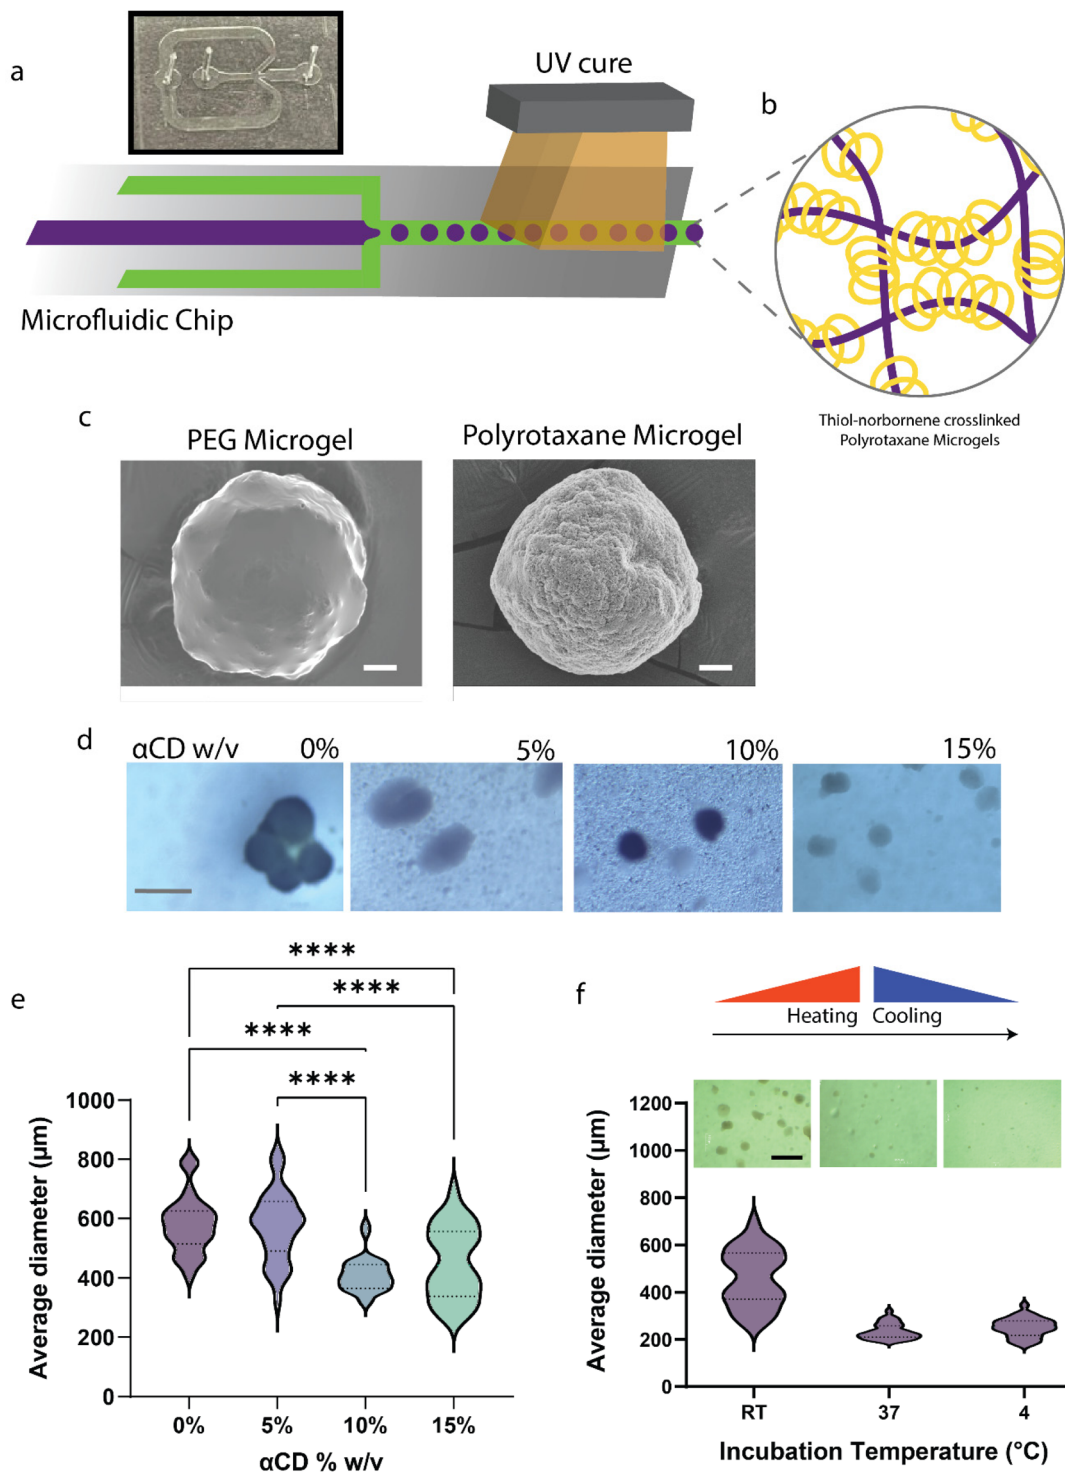 a
UV cure
b
Microfluidic Chip
Thiol-norbornene crosslinked
Polyrotaxane Microgels
c
PEG Microgel
Polyrotaxane Microgel
d
αCD w/v 0% 5% 10% 15%
e
****
****
****
****
Average diameter (μm)
1000
800
600
400
200
0
0% 5% 10% 15%
αCD % w/v
f
Heating Cooling
Average diameter (μm)
1200
1000
800
600
400
200
0
RT 37 4
Incubation Temperature (°C)